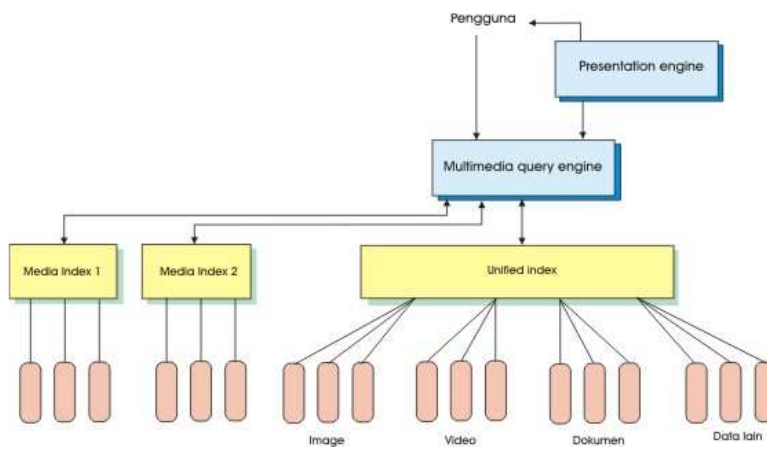 Pengguna
Presentation engine
Multimedia query engine
Media Index 1
Media Index 2
Unified index
Image
Video
Dokumen
Data lain